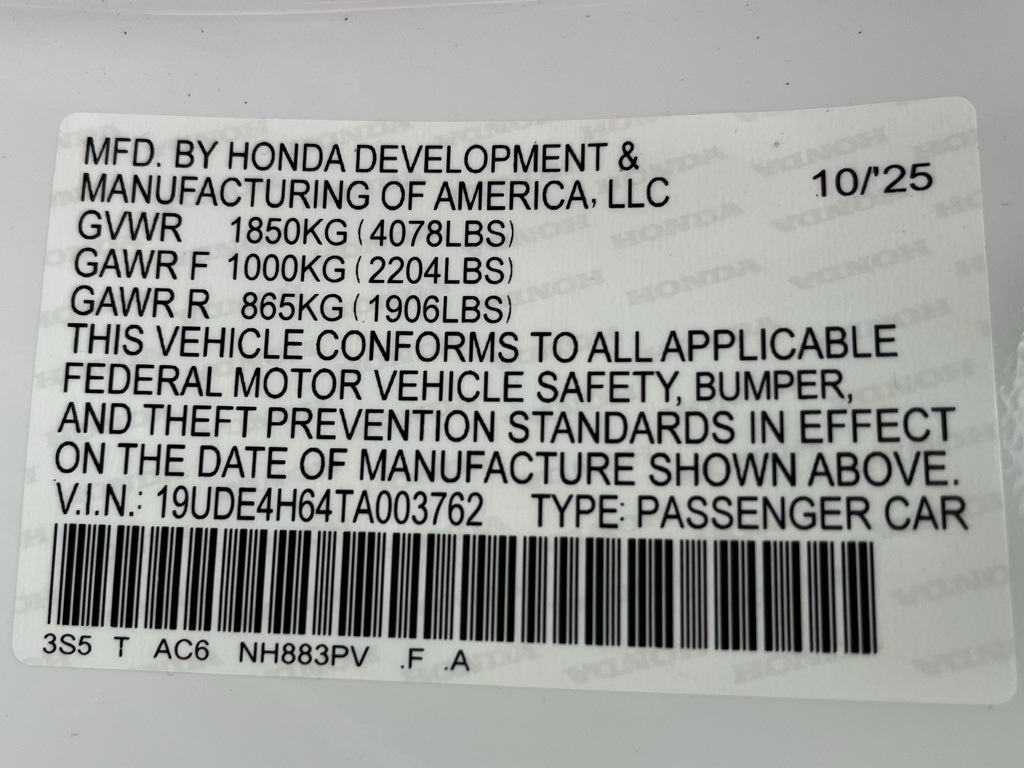 MFD. BY HONDA DEVELOPMENT &
MANUFACTURING OF AMERICA, LLC 10/'25
GVWR 1850KG (4078LBS)
GAWR F 1000KG (2204LBS)
GAWR R 865KG (1906LBS)
THIS VEHICLE CONFORMS TO ALL APPLICABLE
FEDERAL MOTOR VEHICLE SAFETY, BUMPER,
AND THEFT PREVENTION STANDARDS IN EFFECT
ON THE DATE OF MANUFACTURE SHOWN ABOVE.
V.I.N.: 19UDE4H64TA003762 TYPE: PASSENGER CAR
3S5 T AC6 NH883PV .F .A